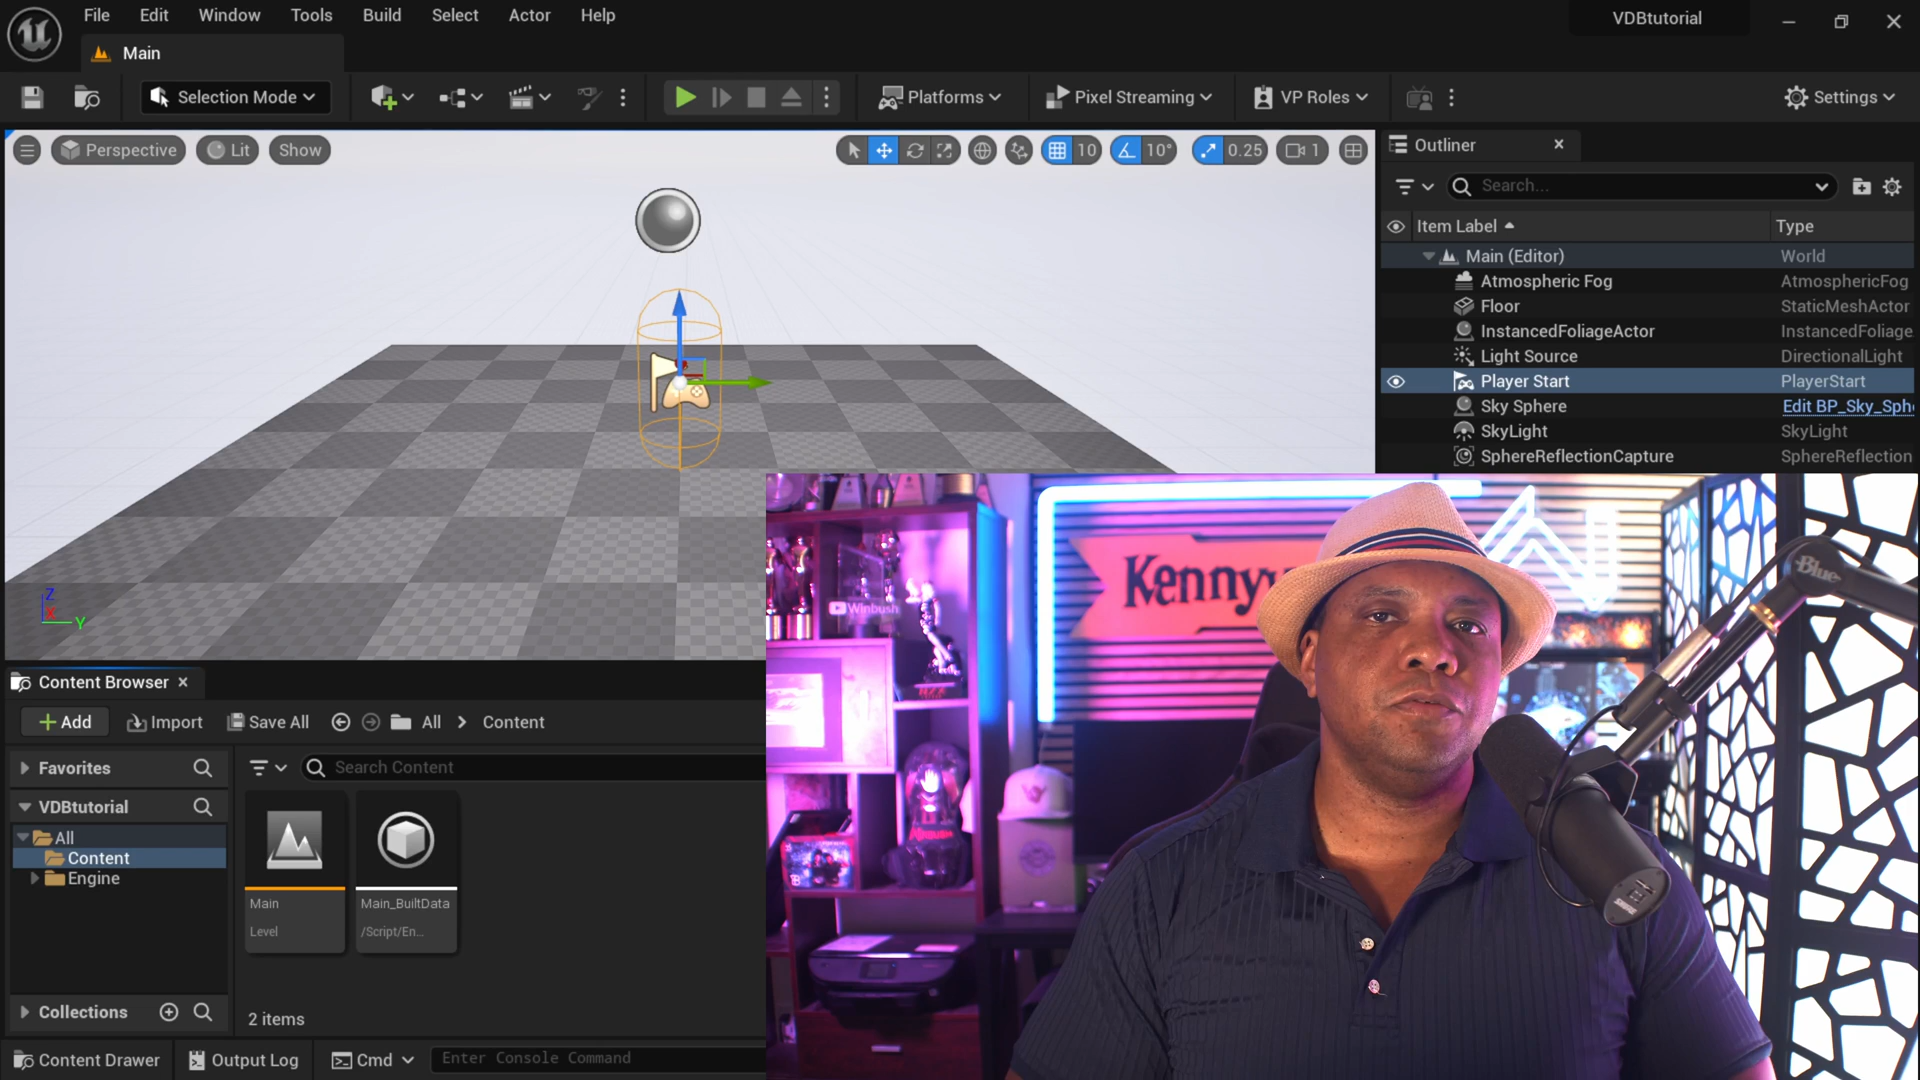 File Edit Window Tools Build Select Actor Help
VDBtutorial
Main
Selection Mode
Platforms
Pixel Streaming
VP Roles
Settings
Perspective
Lit
Show
10
10°
0.25
1
Outliner
Search...
Item Label
Type
Main (Editor) World
Atmospheric Fog AtmosphericFog
Floor StaticMeshActor
InstancedFoliageActor InstancedFoliage
Light Source DirectionalLight
Player Start PlayerStart
Sky Sphere Edit BP_Sky_Sph
SkyLight SkyLight
SphereReflectionCapture SphereReflection
Z
X
Y
Kennyw
Winbush
Blue
SHURE
Content Browser
Add
Import
Save All
All
Content
Favorites
Search Content
VDBtutorial
All
Content
Engine
Main
Level
Main_BuiltData
/Script/En...
Collections
2 items
Content Drawer
Output Log
Cmd
Enter Console Command